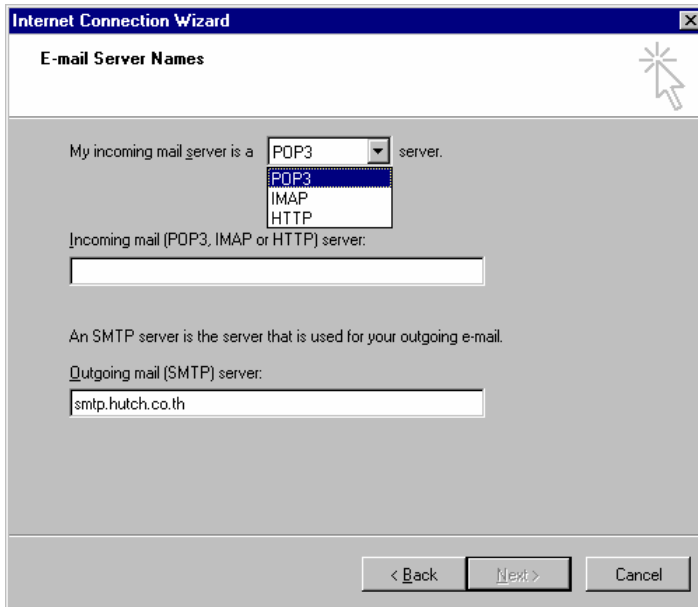 Internet Connection Wizard
E-mail Server Names
My incoming mail server is a POP3 server.
POP3
IMAP
HTTP
Incoming mail (POP3, IMAP or HTTP) server:
An SMTP server is the server that is used for your outgoing e-mail.
Outgoing mail (SMTP) server:
smtp.hutch.co.th
< Back Next > Cancel